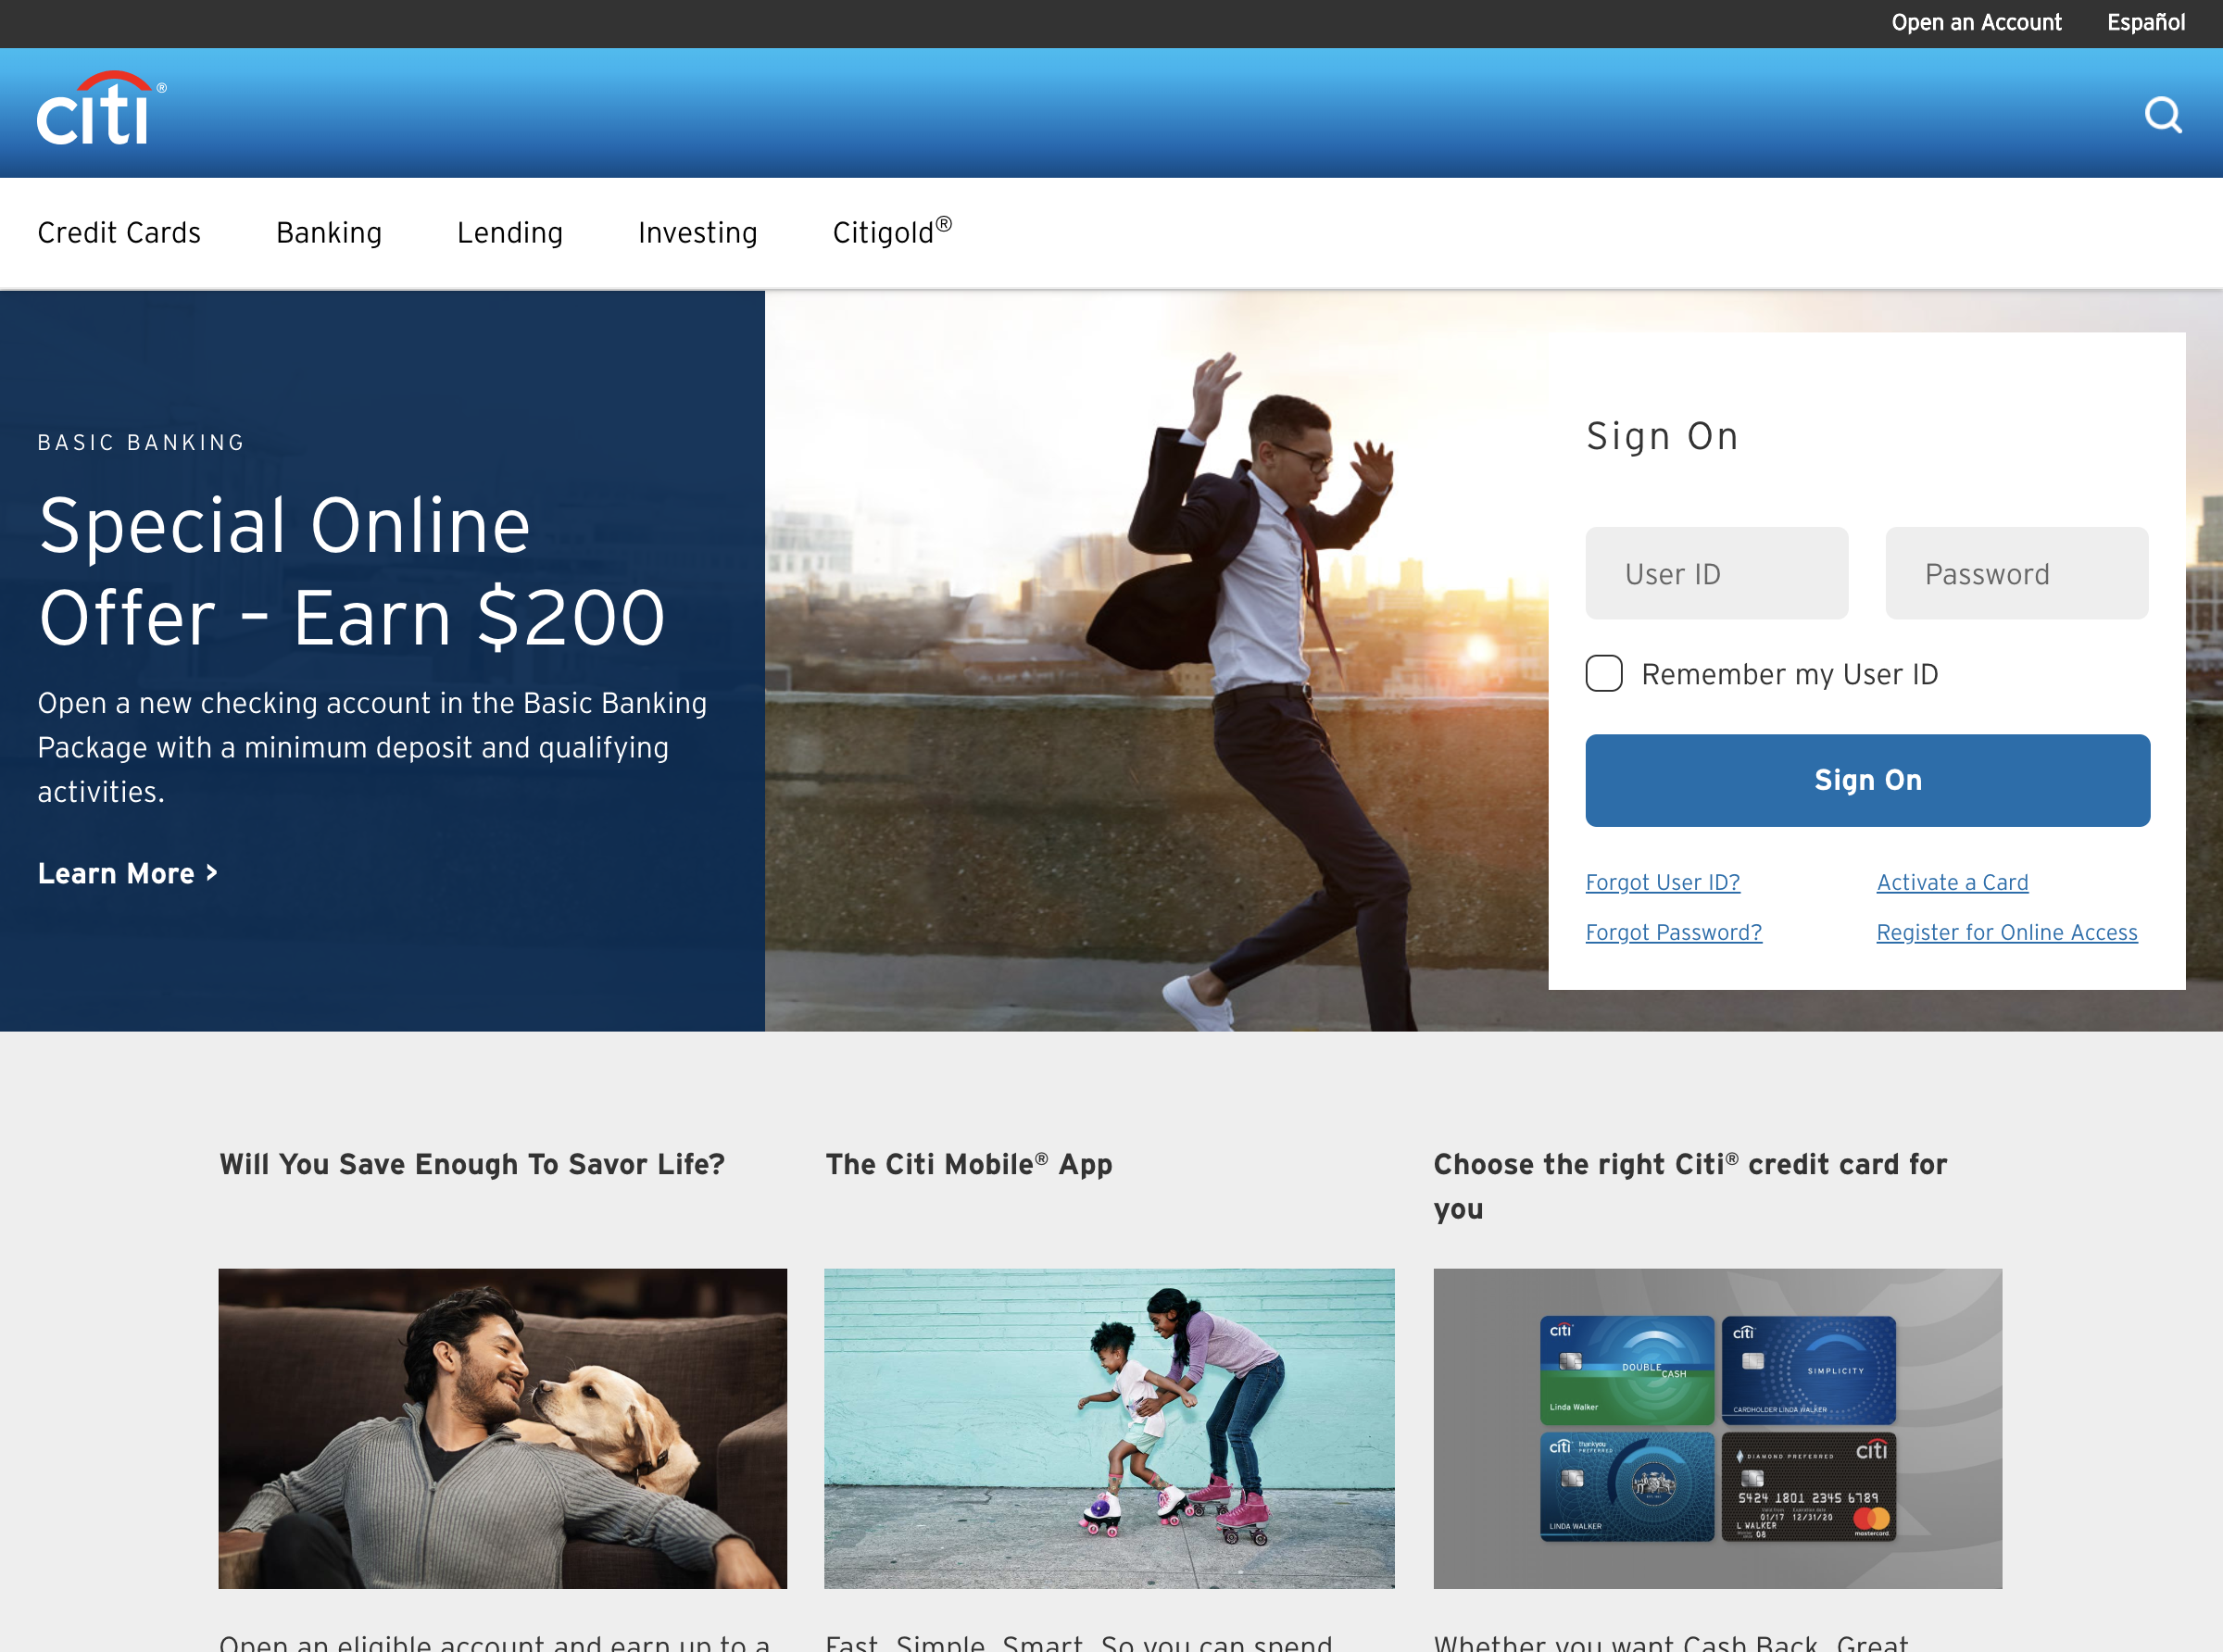 Open an Account Español
citi®
Credit Cards Banking Lending Investing Citigold®
BASIC BANKING
Special Online
Offer – Earn $200
Open a new checking account in the Basic Banking
Package with a minimum deposit and qualifying
activities.
Learn More >
Sign On
User ID Password
Remember my User ID
Sign On
Forgot User ID? Activate a Card
Forgot Password? Register for Online Access
Will You Save Enough To Savor Life?
The Citi Mobile® App
Choose the right Citi® credit card for
you
citi
DOUBLE
CASH
Linda Walker
citi
SIMPLICITY
CARDHOLDER LINDA WALKER
citi thankyou
PREFERRED
LINDA WALKER
DIAMOND PREFERRED citi
5424 1801 2345 6789
01/17 12/31/20
L WALKER
08
mastercard
Open an eligible account and earn up to a
Fast. Simple. Smart. So you can spend
Whether you want Cash Back, Great